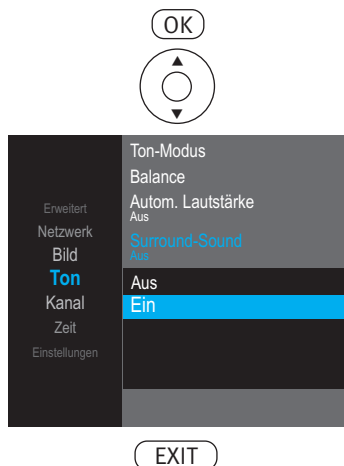 OK
Erweitert
Netzwerk
Bild
Ton
Kanal
Zeit
Einstellungen
Ton-Modus
Balance
Autom. Lautstärke
Aus
Surround-Sound
Aus
Aus
Ein
EXIT